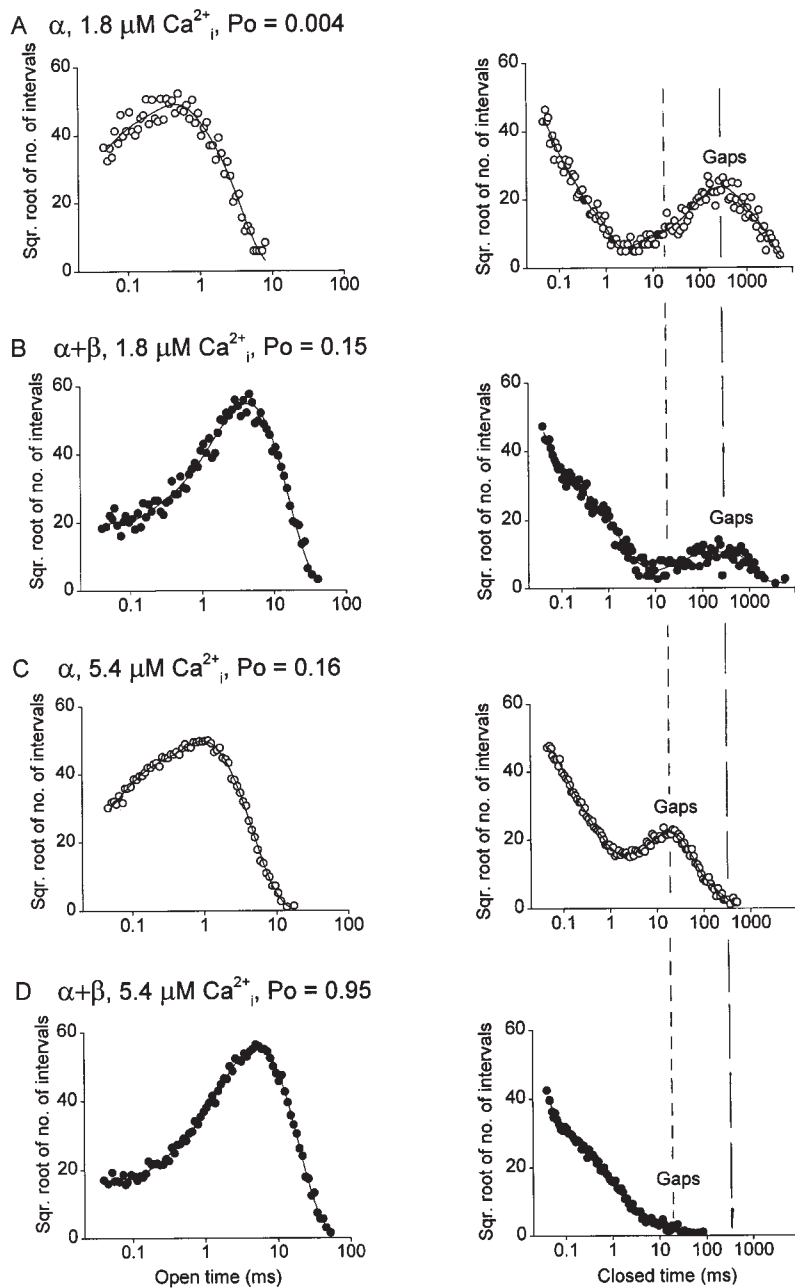 A α, 1.8 μM Ca²⁺ᵢ, Po = 0.004
Sqr. root of no. of intervals
60
40
20
0
0.1 1 10 100
Sqr. root of no. of intervals
60
40
20
0
Gaps
0.1 1 10 100 1000
B α+β, 1.8 μM Ca²⁺ᵢ, Po = 0.15
Sqr. root of no. of intervals
60
40
20
0
0.1 1 10 100
Sqr. root of no. of intervals
60
40
20
0
Gaps
0.1 1 10 100 1000
C α, 5.4 μM Ca²⁺ᵢ, Po = 0.16
Sqr. root of no. of intervals
60
40
20
0
0.1 1 10 100
Sqr. root of no. of intervals
60
40
20
0
Gaps
0.1 1 10 100 1000
D α+β, 5.4 μM Ca²⁺ᵢ, Po = 0.95
Sqr. root of no. of intervals
60
40
20
0
0.1 1 10 100
Open time (ms)
Sqr. root of no. of intervals
60
40
20
0
Gaps
0.1 1 10 100 1000
Closed time (ms)